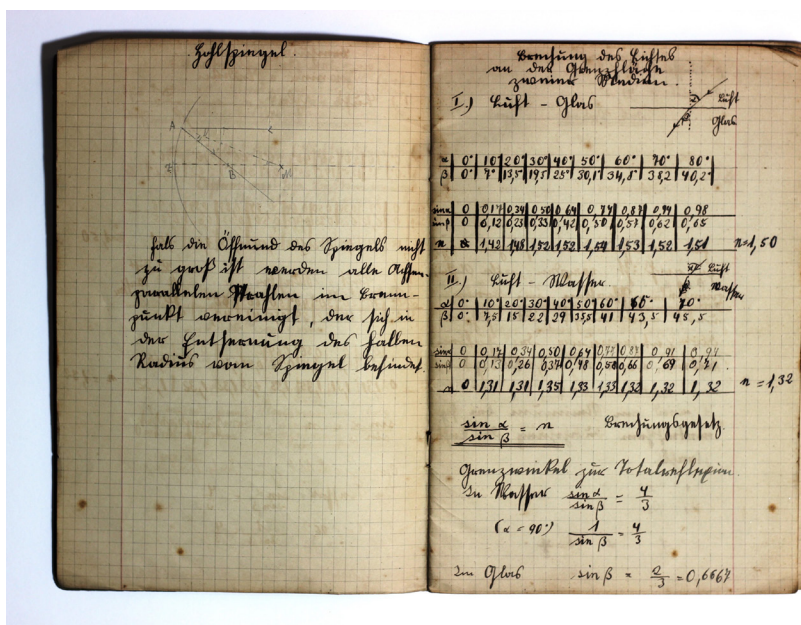 Hohlspiegel.
A
L
B
M
Falls die Öffnung des Spiegels nicht
zu groß ist werden alle Achsen-
parallelen Strahlen im Brenn-
punkt vereinigt, der sich in
der Entfernung des halben
Radius vom Spiegel befindet.
Brechung des Lichtes
an der Grenzfläche
zweier Medien.
I.) Luft - Glas
α Luft
β Glas
α 0° 10° 20° 30° 40° 50° 60° 70° 80°
β 0° 7° 13,5° 19,5 25° 30,1° 34,8° 38,2 40,2°
sin α 0 0,17 0,34 0,50 0,64 0,77 0,87 0,94 0,98
sin β 0 0,12 0,23 0,33 0,42 0,50 0,57 0,62 0,65
n 0 1,42 1,48 1,52 1,52 1,54 1,53 1,52 1,51 n=1,50
II.) Luft - Wasser.
Luft
Wasser
α 0° 10° 20° 30° 40° 50° 60° 70°
β 0° 7,5 15 22 29 35,5 41 43,5 45,5
sin α 0 0,17 0,34 0,50 0,64 0,77 0,87 0,91 0,94
sin β 0 0,13 0,26 0,37 0,48 0,58 0,66 0,69 0,71
n 0 1,31 1,31 1,35 1,33 1,33 1,32 1,32 1,32 n = 1,32
sin α / sin β = n Brechungsgesetz.
Grenzwinkel zur Totalreflexion.
In Wasser sin α / sin β = 4/3
(α = 90°) 1 / sin β = 4/3
Im Glas sin β = 2/3 = 0,6667